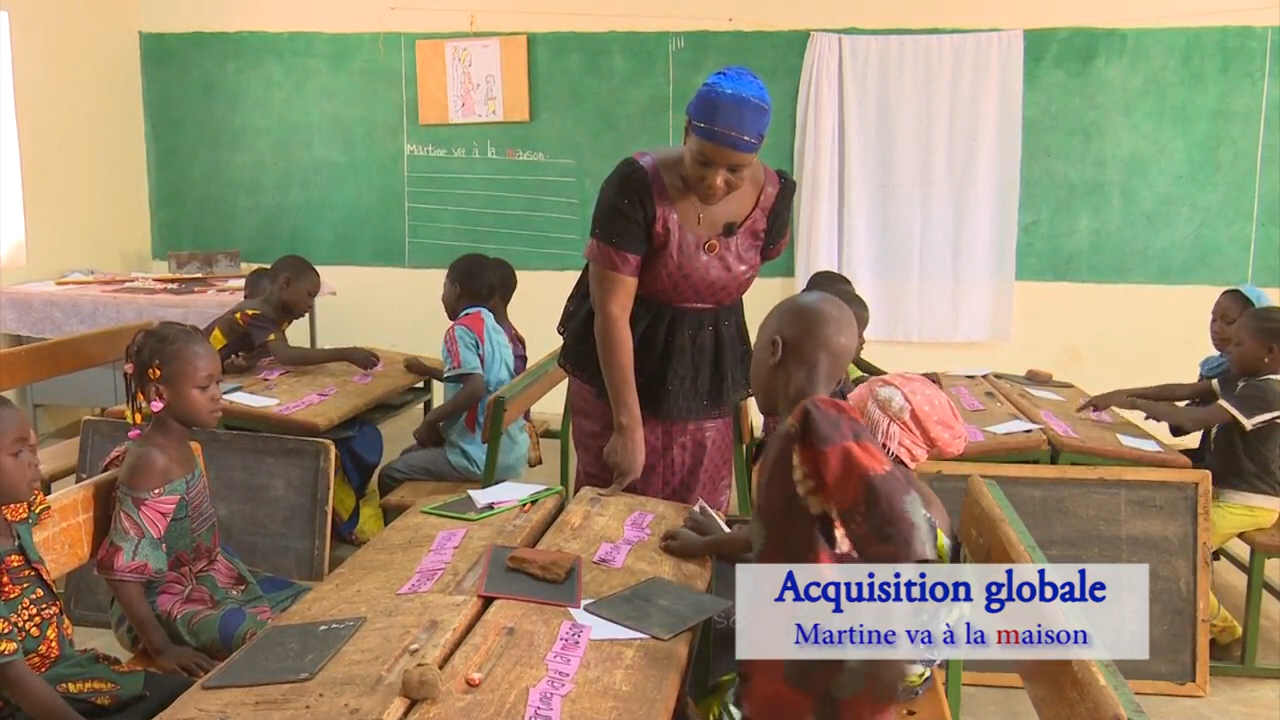 Martine va à la maison.
Acquisition globale
Martine va à la maison